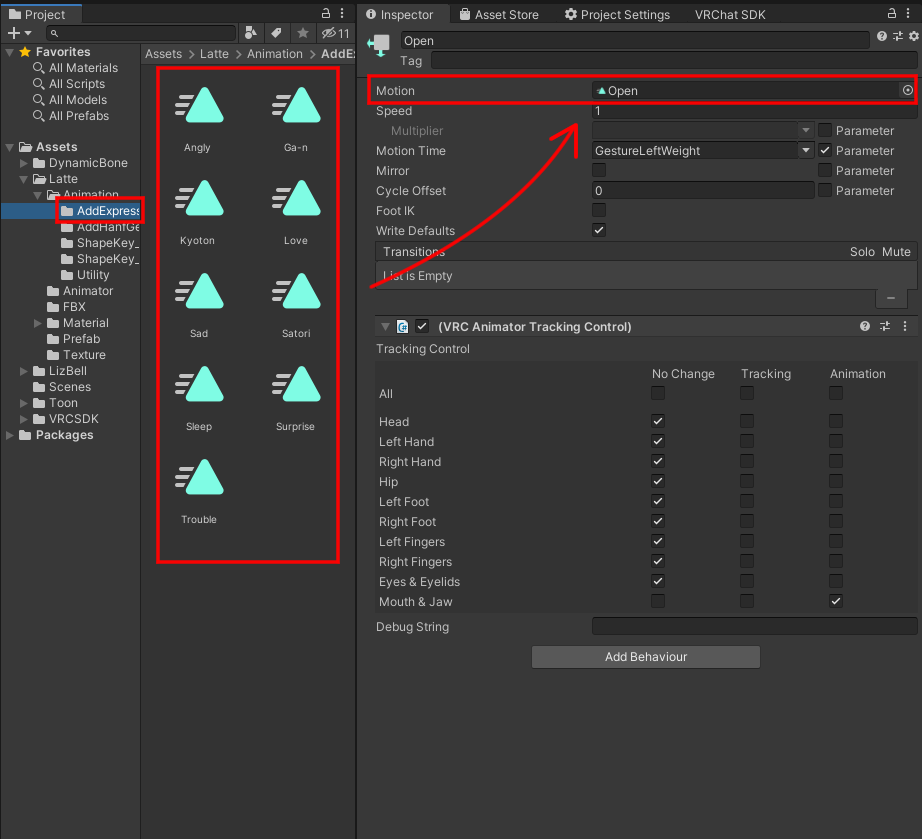 Project
11
Favorites
All Materials
All Scripts
All Models
All Prefabs
Assets
DynamicBone
Latte
Animation
AddExpress
AddHanfGe
ShapeKey_
ShapeKey_
Utility
Animator
FBX
Material
Prefab
Texture
LizBell
Scenes
Toon
VRCSDK
Packages
Assets > Latte > Animation > AddEx
Angly
Ga-n
Kyoton
Love
Sad
Satori
Sleep
Surprise
Trouble
Inspector
Asset Store
Project Settings
VRChat SDK
Open
Tag
Motion
Open
Speed
1
Multiplier
Parameter
Motion Time
GestureLeftWeight
Parameter
Mirror
Parameter
Cycle Offset
0
Parameter
Foot IK
Write Defaults
Transitions
Solo Mute
List is Empty
(VRC Animator Tracking Control)
Tracking Control
No Change
Tracking
Animation
All
Head
Left Hand
Right Hand
Hip
Left Foot
Right Foot
Left Fingers
Right Fingers
Eyes & Eyelids
Mouth & Jaw
Debug String
Add Behaviour